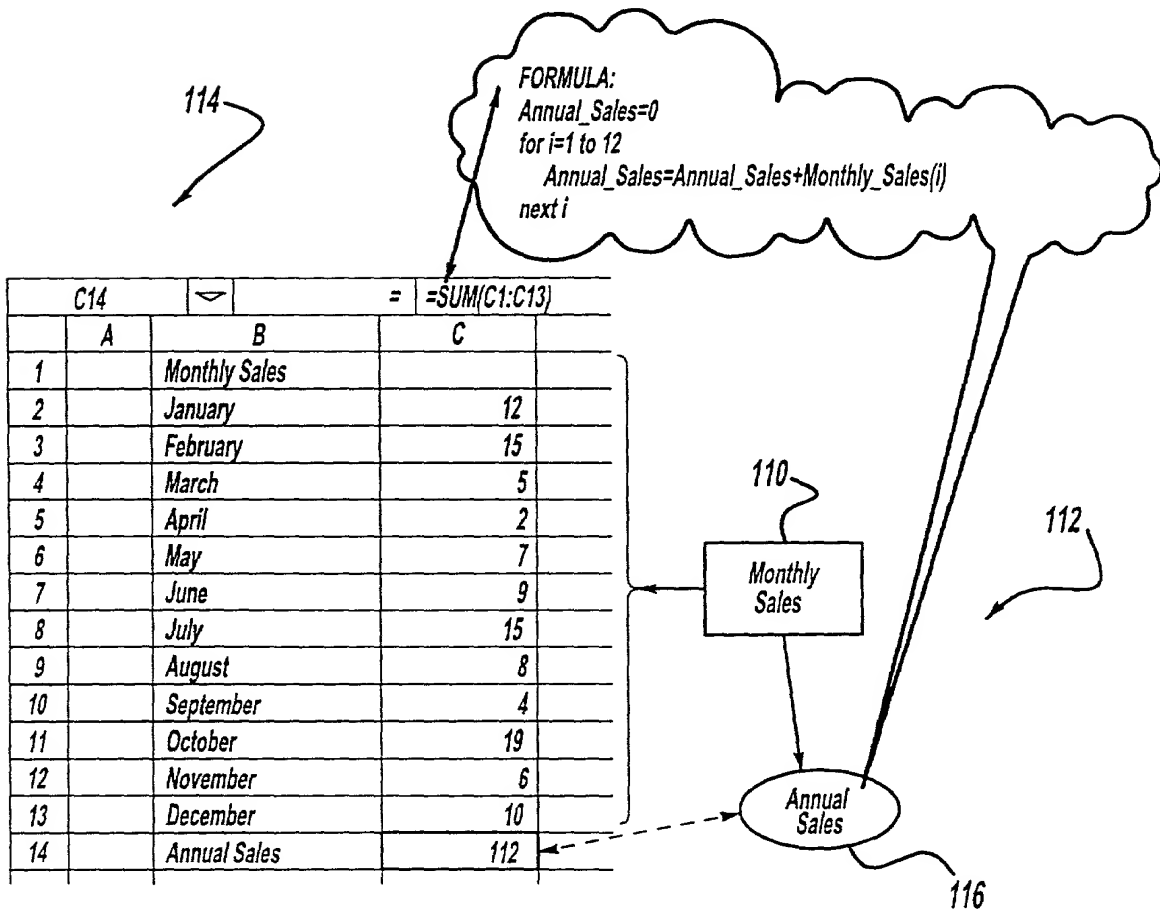 FORMULA:
Annual_Sales=0
for i=1 to 12
Annual_Sales=Annual_Sales+Monthly_Sales(i)
next i
114
C14 = =SUM(C1:C13)
A B C
1 Monthly Sales
2 January 12
3 February 15
4 March 5
5 April 2
6 May 7
7 June 9
8 July 15
9 August 8
10 September 4
11 October 19
12 November 6
13 December 10
14 Annual Sales 112
110
Monthly
Sales
112
Annual
Sales
116